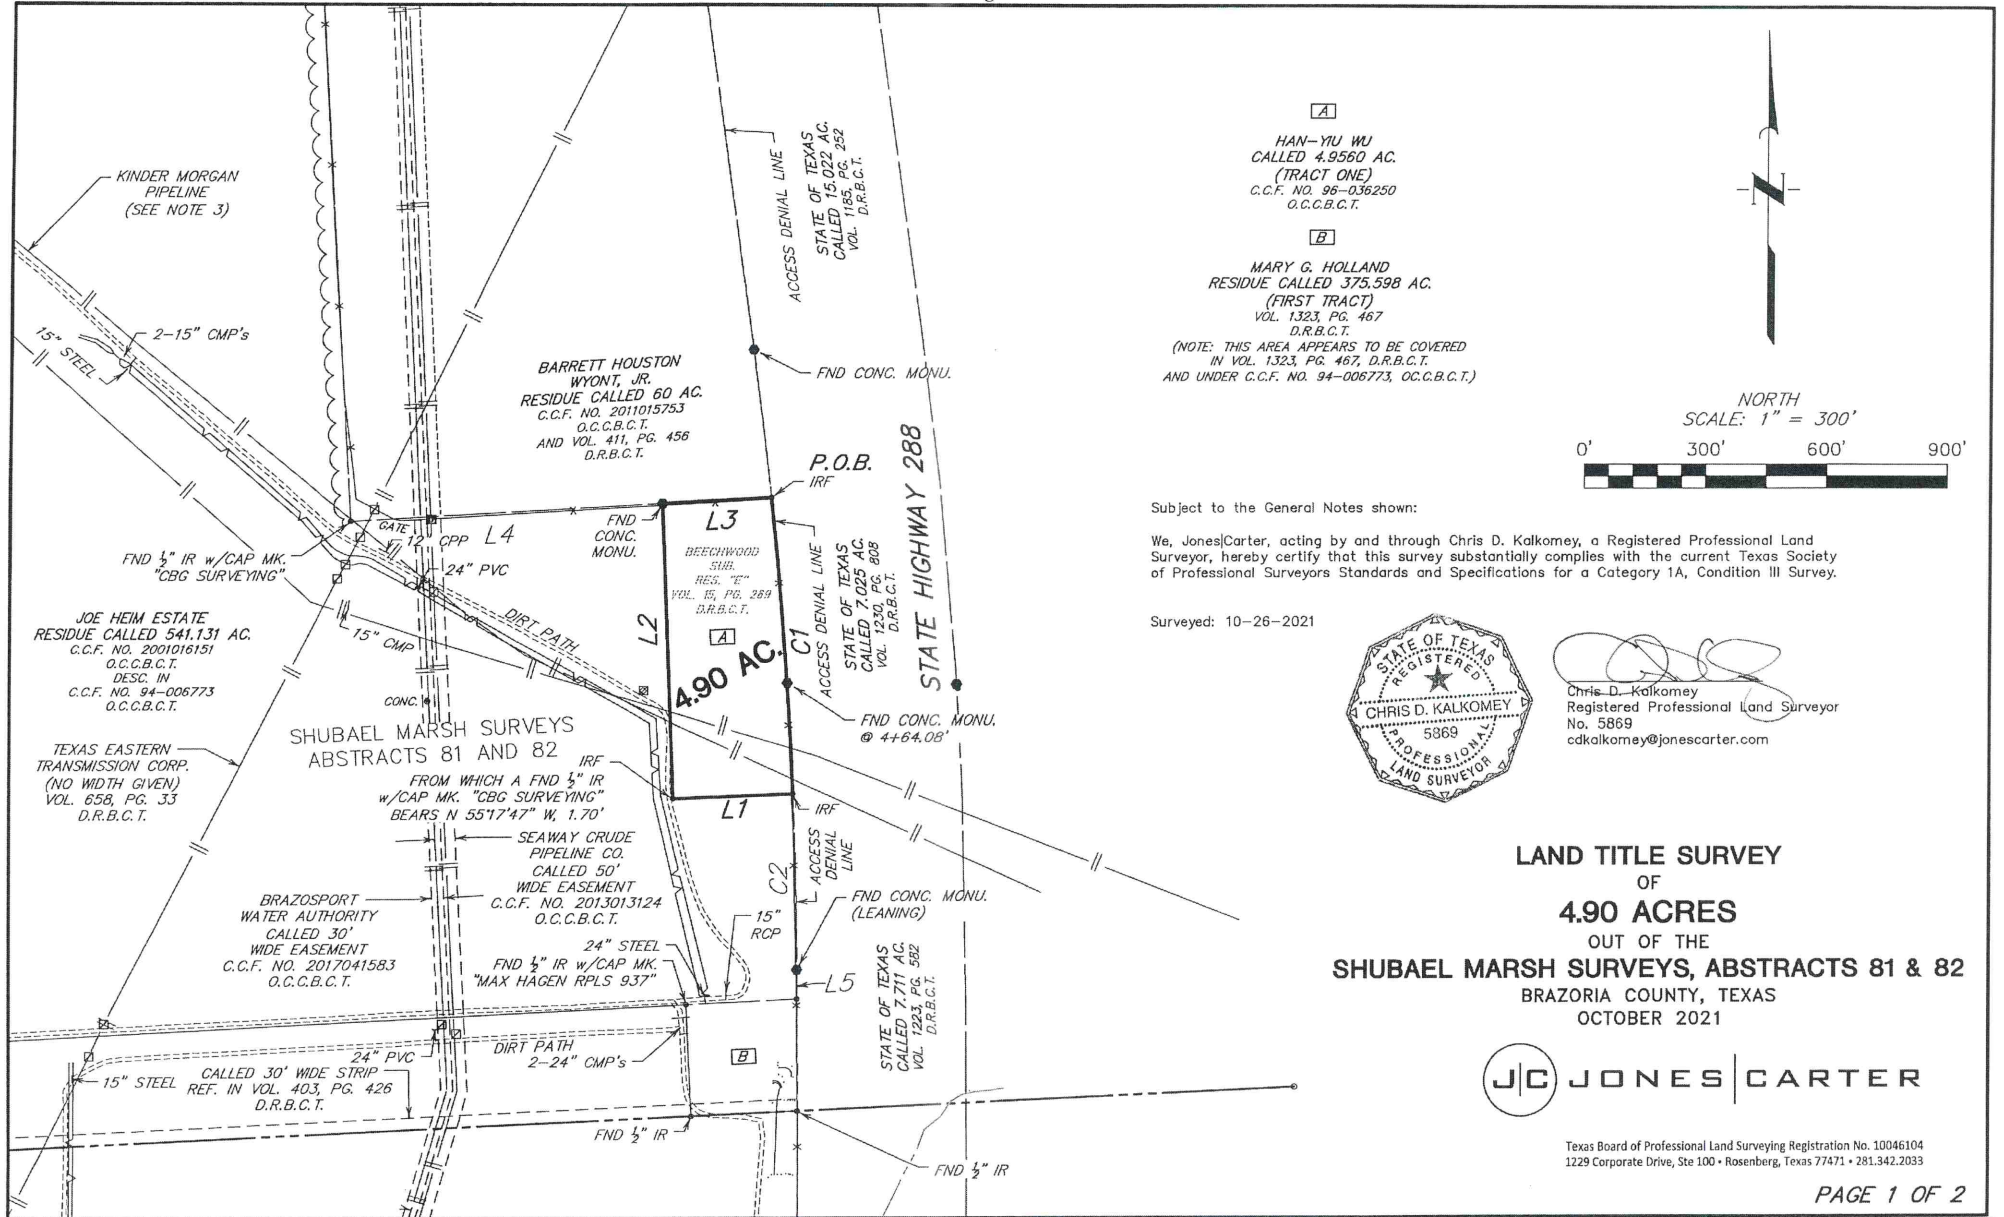 KINDER MORGAN
PIPELINE
(SEE NOTE 3)
2-15" CMP's
15" STEEL
BARRETT HOUSTON
WYONT, JR.
RESIDUE CALLED 60 AC.
C.C.F. NO. 2011015753
O.C.C.B.C.T.
AND VOL. 411, PG. 456
D.R.B.C.T.
ACCESS DENIAL LINE
STATE OF TEXAS
CALLED 15.022 AC.
VOL. 1185, PG. 252
D.R.B.C.T.
FND CONC. MONU.
P.O.B.
IRF
STATE HIGHWAY 288
FND
CONC.
MONU.
L3
L4
GATE
12" CPP
24" PVC
FND ½" IR w/CAP MK.
"CBG SURVEYING"
BEECHWOOD
SUB.
RES. "E"
VOL. 15, PG. 289
D.R.B.C.T.
A
4.90 AC.
L2
C1
ACCESS DENIAL LINE
STATE OF TEXAS
CALLED 7.025 AC.
VOL. 1230, PG. 808
D.R.B.C.T.
DIRT PATH
15" CMP
JOE HEIM ESTATE
RESIDUE CALLED 541.131 AC.
C.C.F. NO. 2001016151
O.C.C.B.C.T.
DESC. IN
C.C.F. NO. 94-006773
O.C.C.B.C.T.
CONC.
SHUBAEL MARSH SURVEYS
ABSTRACTS 81 AND 82
FND CONC. MONU.
@ 4+64.08'
TEXAS EASTERN
TRANSMISSION CORP.
(NO WIDTH GIVEN)
VOL. 658, PG. 33
D.R.B.C.T.
IRF
FROM WHICH A FND ½" IR
w/CAP MK. "CBG SURVEYING"
BEARS N 55°17'47" W, 1.70'
L1
IRF
SEAWAY CRUDE
PIPELINE CO.
CALLED 50'
WIDE EASEMENT
C.C.F. NO. 2013013124
O.C.C.B.C.T.
BRAZOSPORT
WATER AUTHORITY
CALLED 30'
WIDE EASEMENT
C.C.F. NO. 2017041583
O.C.C.B.C.T.
C2
ACCESS
DENIAL
LINE
FND CONC. MONU.
(LEANING)
15"
RCP
24" STEEL
FND ½" IR w/CAP MK.
"MAX HAGEN RPLS 937"
L5
STATE OF TEXAS
CALLED 7.711 AC.
VOL. 1223, PG. 582
D.R.B.C.T.
24" PVC
DIRT PATH
2-24" CMP's
B
15" STEEL
CALLED 30' WIDE STRIP
REF. IN VOL. 403, PG. 426
D.R.B.C.T.
FND ½" IR
FND ½" IR
A
HAN-YIU WU
CALLED 4.9560 AC.
(TRACT ONE)
C.C.F. NO. 96-036250
O.C.C.B.C.T.
B
MARY G. HOLLAND
RESIDUE CALLED 375.598 AC.
(FIRST TRACT)
VOL. 1323, PG. 467
D.R.B.C.T.
(NOTE: THIS AREA APPEARS TO BE COVERED
IN VOL. 1323, PG. 467, D.R.B.C.T.
AND UNDER C.C.F. NO. 94-006773, OC.C.B.C.T.)
N
NORTH
SCALE: 1" = 300'
0' 300' 600' 900'
Subject to the General Notes shown:
We, Jones|Carter, acting by and through Chris D. Kalkomey, a Registered Professional Land
Surveyor, hereby certify that this survey substantially complies with the current Texas Society
of Professional Surveyors Standards and Specifications for a Category 1A, Condition III Survey.
Surveyed: 10-26-2021
STATE OF TEXAS
REGISTERED
CHRIS D. KALKOMEY
5869
PROFESSIONAL
LAND SURVEYOR
Chris D. Kalkomey
Registered Professional Land Surveyor
No. 5869
cdkalkomey@jonescarter.com
LAND TITLE SURVEY
OF
4.90 ACRES
OUT OF THE
SHUBAEL MARSH SURVEYS, ABSTRACTS 81 & 82
BRAZORIA COUNTY, TEXAS
OCTOBER 2021
J|C JONES|CARTER
Texas Board of Professional Land Surveying Registration No. 10046104
1229 Corporate Drive, Ste 100 • Rosenberg, Texas 77471 • 281.342.2033
PAGE 1 OF 2